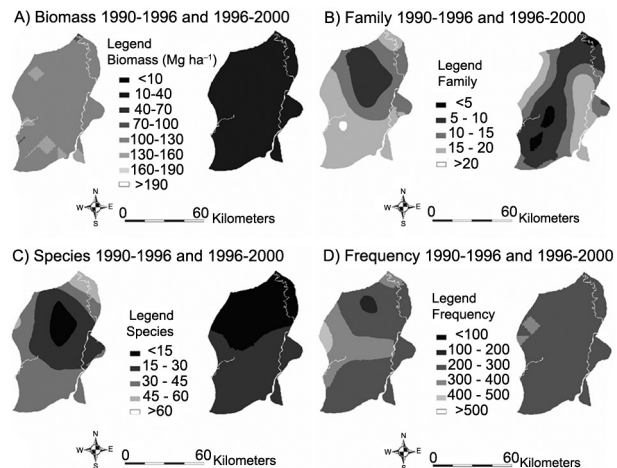 A) Biomass 1990-1996 and 1996-2000
Legend
Biomass (Mg ha⁻¹)
<10
10-40
40-70
70-100
100-130
130-160
160-190
>190
N
W E
S
0 60
Kilometers
B) Family 1990-1996 and 1996-2000
Legend
Family
<5
5 - 10
10 - 15
15 - 20
>20
N
W E
S
0 60
Kilometers
C) Species 1990-1996 and 1996-2000
Legend
Species
<15
15 - 30
30 - 45
45 - 60
>60
N
W E
S
0 60
Kilometers
D) Frequency 1990-1996 and 1996-2000
Legend
Frequency
<100
100 - 200
200 - 300
300 - 400
400 - 500
>500
N
W E
S
0 60
Kilometers